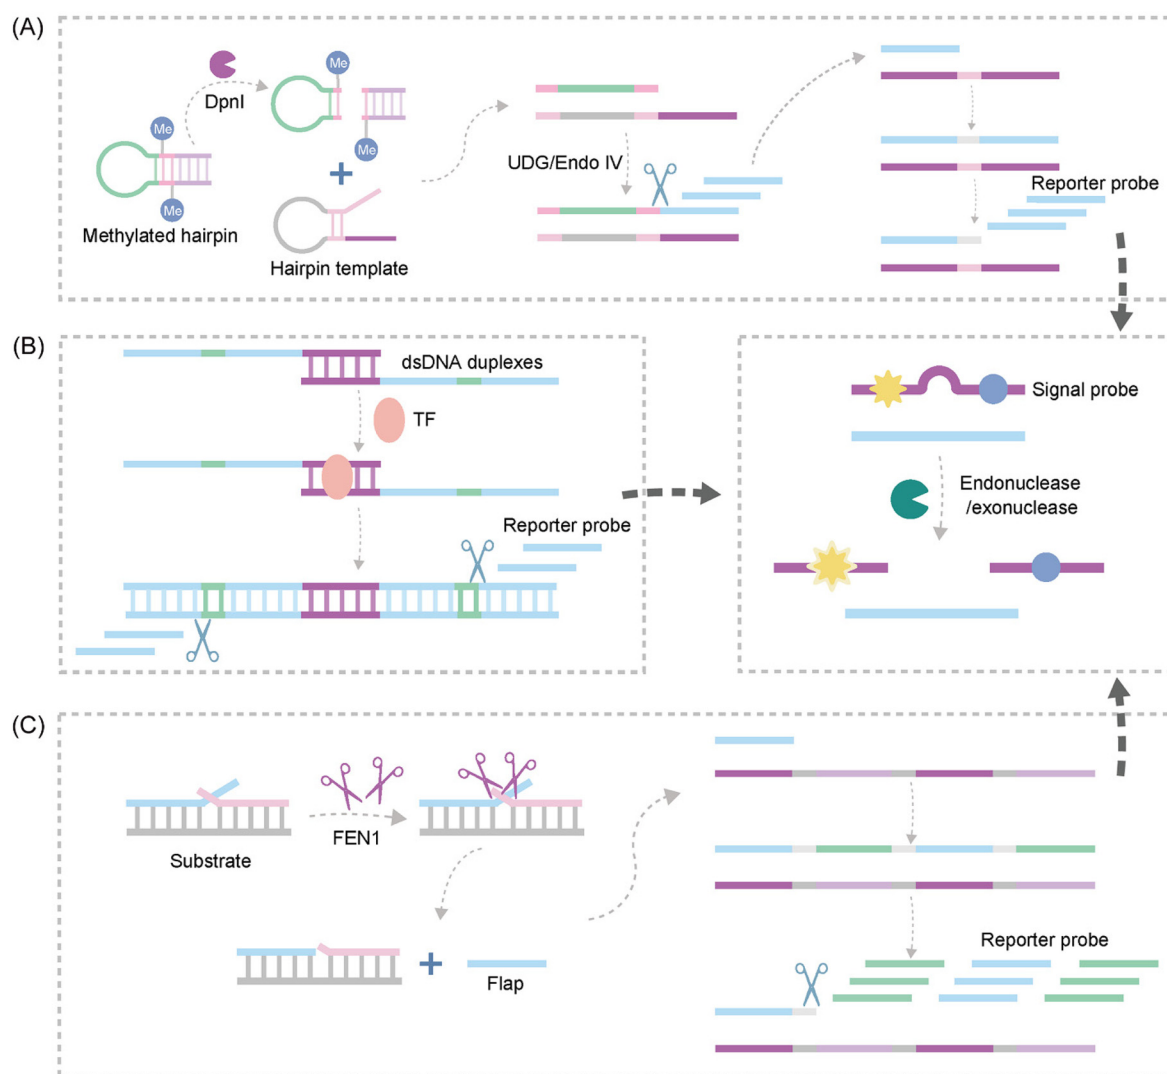 (A)
Me
DpnI
Me
Me
Me
UDG/Endo IV
Reporter probe
Methylated hairpin
Hairpin template
(B)
dsDNA duplexes
TF
Reporter probe
Signal probe
Endonuclease
/exonuclease
(C)
FEN1
Substrate
Flap
Reporter probe